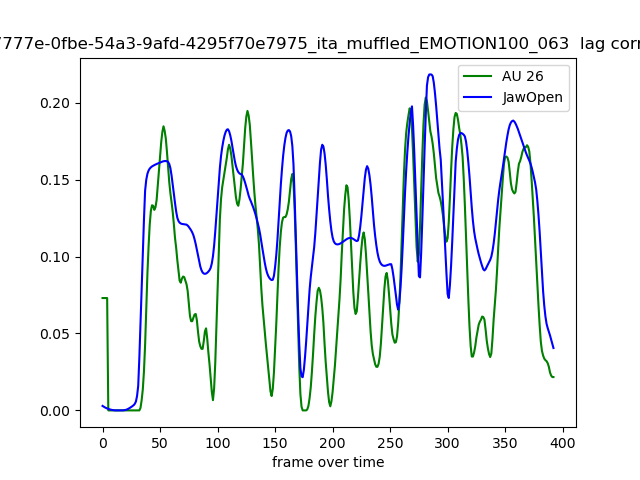 7777e-0fbe-54a3-9afd-4295f70e7975_ita_muffled_EMOTION100_063 lag corr
AU 26
JawOpen
0.20
0.15
0.10
0.05
0.00
0 50 100 150 200 250 300 350 400
frame over time